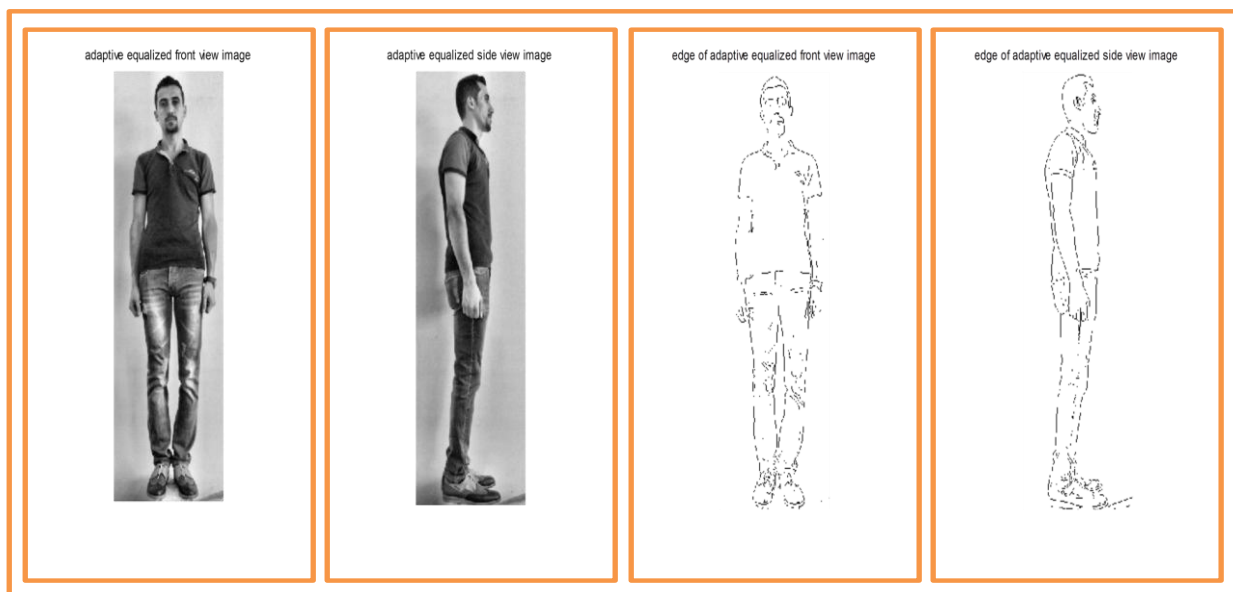 adaptive equalized front view image
adaptive equalized side view image
edge of adaptive equalized front view image
edge of adaptive equalized side view image